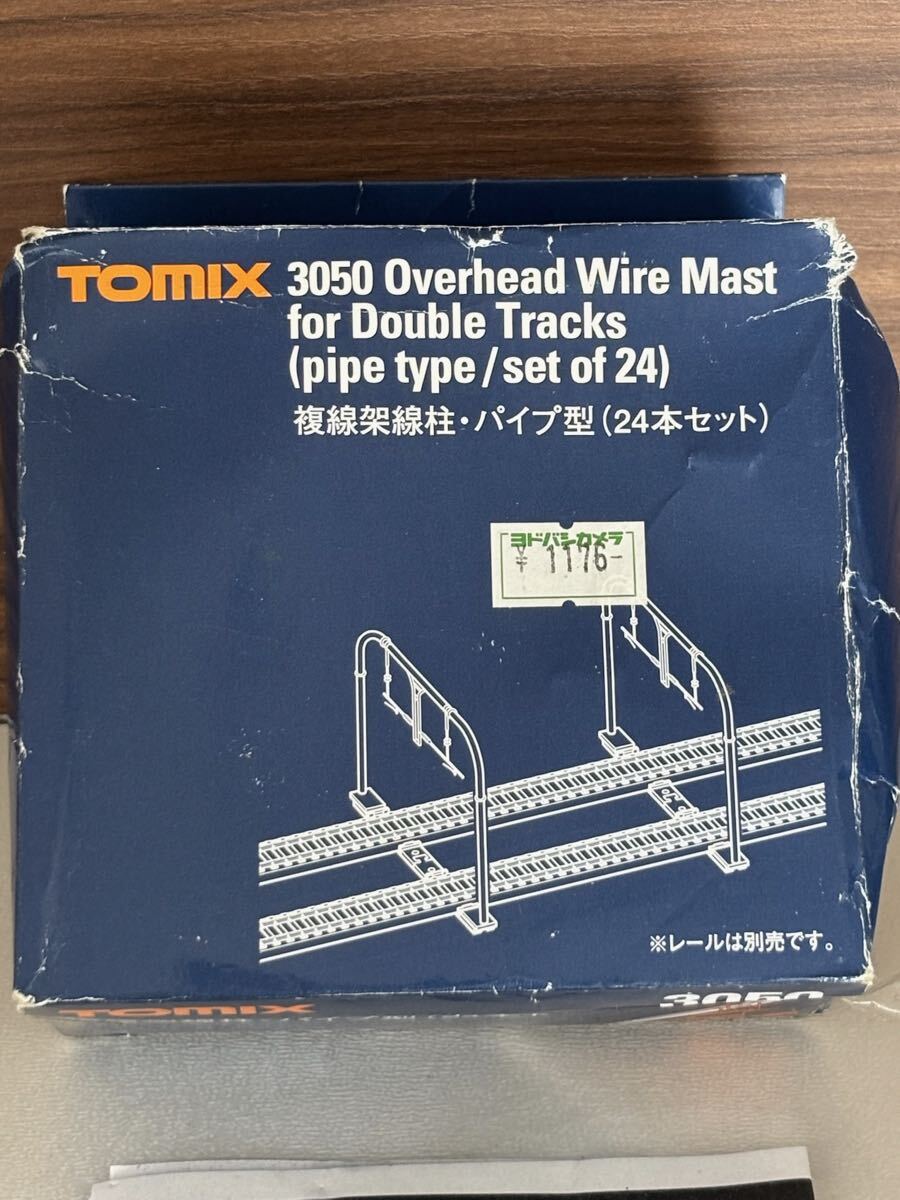 TOMIX 3050 Overhead Wire Mast
for Double Tracks
(pipe type/set of 24)
複線架線柱・パイプ型(24本セット)
ヨドバシカメラ
¥ 1176-
※レールは別売です。
TOMIX 3050